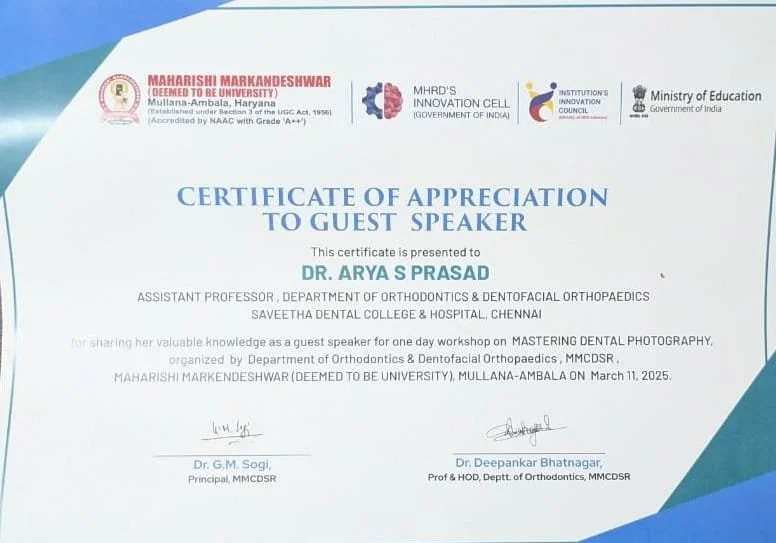 MAHARISHI MARKANDESHWAR
(DEEMED TO BE UNIVERSITY)
Mullana-Ambala, Haryana
(Established under Section 3 of the UGC Act, 1956)
(Accredited by NAAC with Grade 'A++')
MHRD'S
INNOVATION CELL
(GOVERNMENT OF INDIA)
INSTITUTION'S
INNOVATION
COUNCIL
Ministry of Education
Government of India
CERTIFICATE OF APPRECIATION
TO GUEST SPEAKER
This certificate is presented to
DR. ARYA S PRASAD
ASSISTANT PROFESSOR, DEPARTMENT OF ORTHODONTICS & DENTOFACIAL ORTHOPAEDICS
SAVEETHA DENTAL COLLEGE & HOSPITAL, CHENNAI
for sharing her valuable knowledge as a guest speaker for one day workshop on MASTERING DENTAL PHOTOGRAPHY,
organized by Department of Orthodontics & Dentofacial Orthopaedics, MMCDSR,
MAHARISHI MARKENDESHWAR (DEEMED TO BE UNIVERSITY), MULLANA-AMBALA ON March 11, 2025.
Dr. G.M. Sogi,
Principal, MMCDSR
Dr. Deepankar Bhatnagar,
Prof & HOD, Deptt. of Orthodontics, MMCDSR